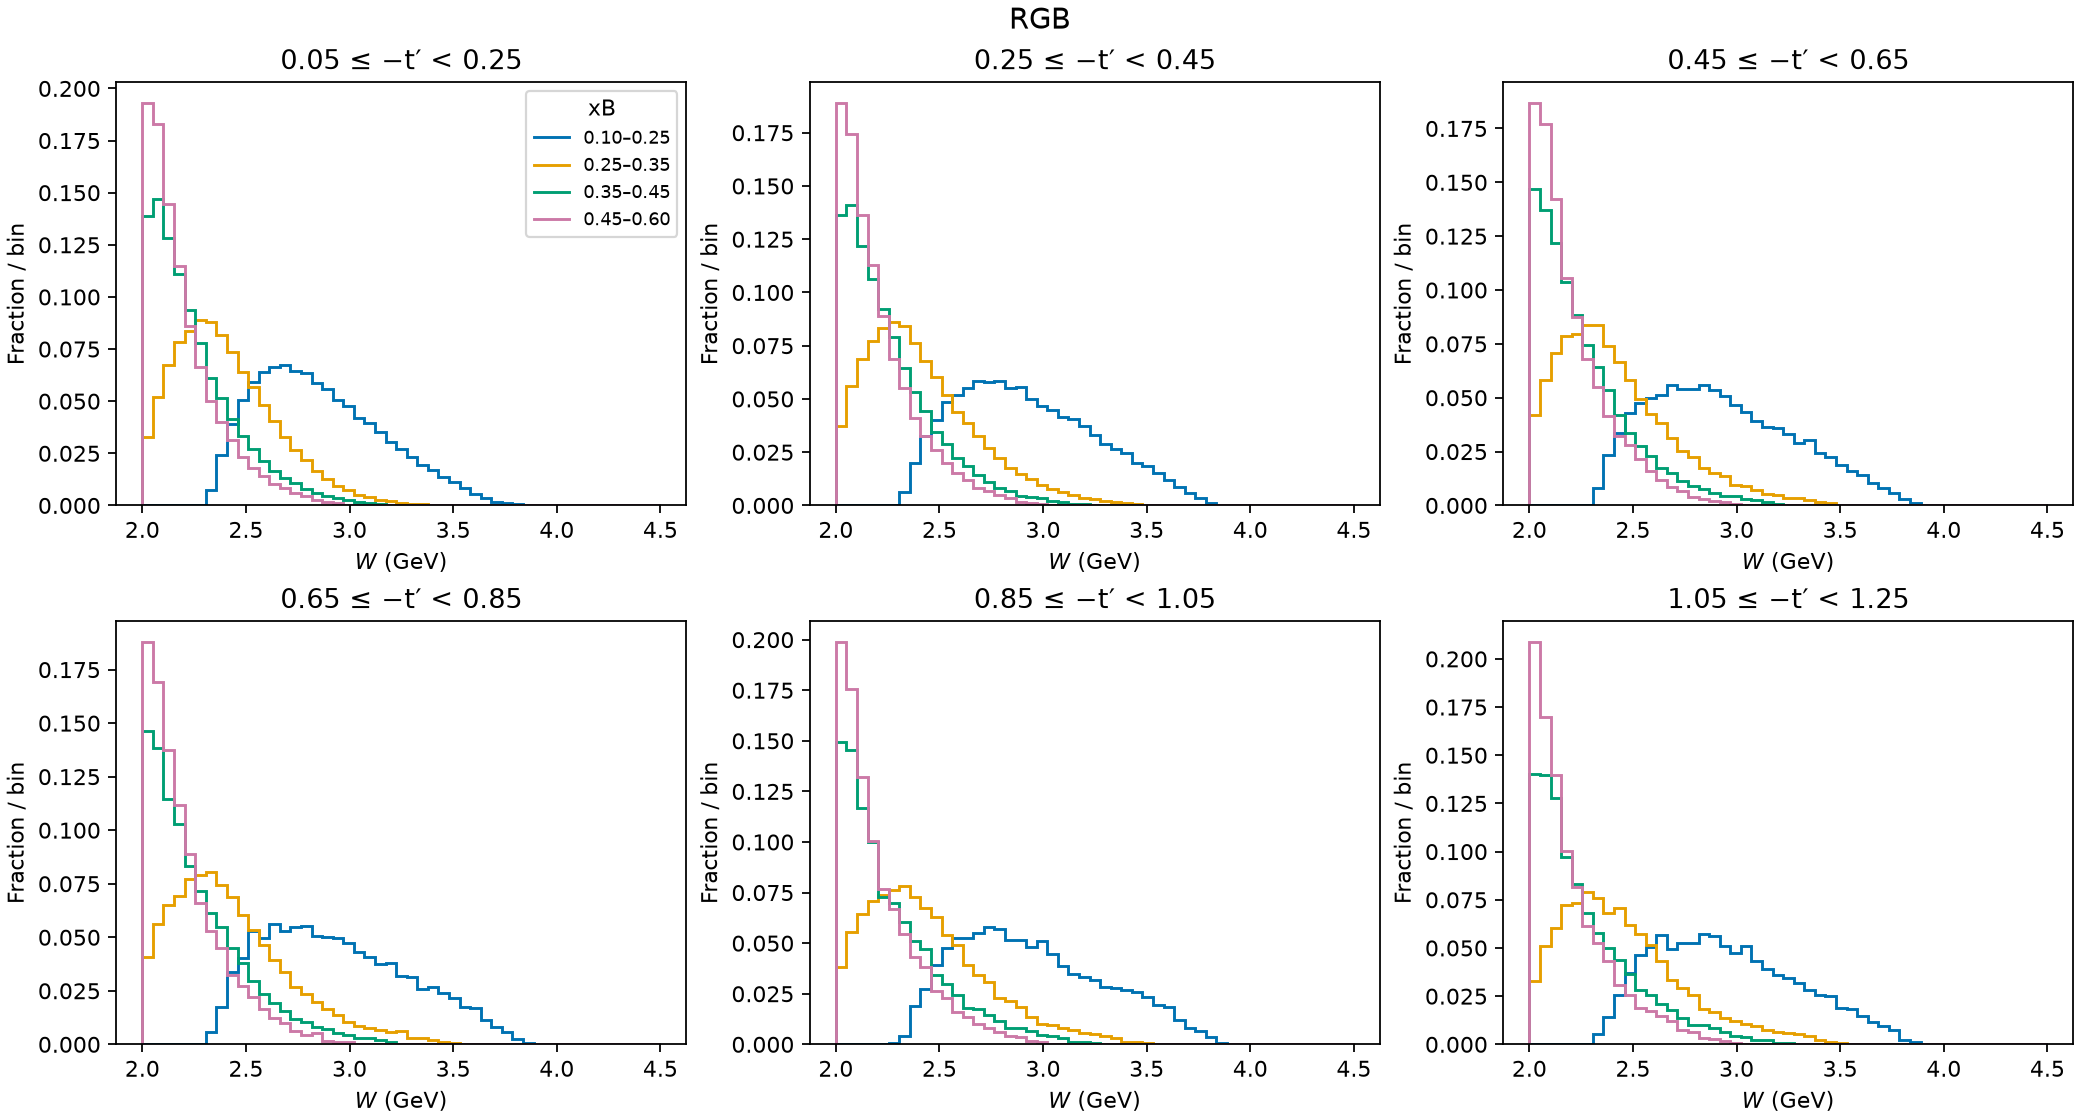 RGB
0.05 ≤ −t′ < 0.25
0.200
0.175
0.150
0.125
0.100
0.075
0.050
0.025
0.000
Fraction / bin
2.0 2.5 3.0 3.5 4.0 4.5
W (GeV)
xB
0.10–0.25
0.25–0.35
0.35–0.45
0.45–0.60
0.25 ≤ −t′ < 0.45
0.175
0.150
0.125
0.100
0.075
0.050
0.025
0.000
Fraction / bin
2.0 2.5 3.0 3.5 4.0 4.5
W (GeV)
0.45 ≤ −t′ < 0.65
0.175
0.150
0.125
0.100
0.075
0.050
0.025
0.000
Fraction / bin
2.0 2.5 3.0 3.5 4.0 4.5
W (GeV)
0.65 ≤ −t′ < 0.85
0.175
0.150
0.125
0.100
0.075
0.050
0.025
0.000
Fraction / bin
2.0 2.5 3.0 3.5 4.0 4.5
W (GeV)
0.85 ≤ −t′ < 1.05
0.200
0.175
0.150
0.125
0.100
0.075
0.050
0.025
0.000
Fraction / bin
2.0 2.5 3.0 3.5 4.0 4.5
W (GeV)
1.05 ≤ −t′ < 1.25
0.200
0.175
0.150
0.125
0.100
0.075
0.050
0.025
0.000
Fraction / bin
2.0 2.5 3.0 3.5 4.0 4.5
W (GeV)